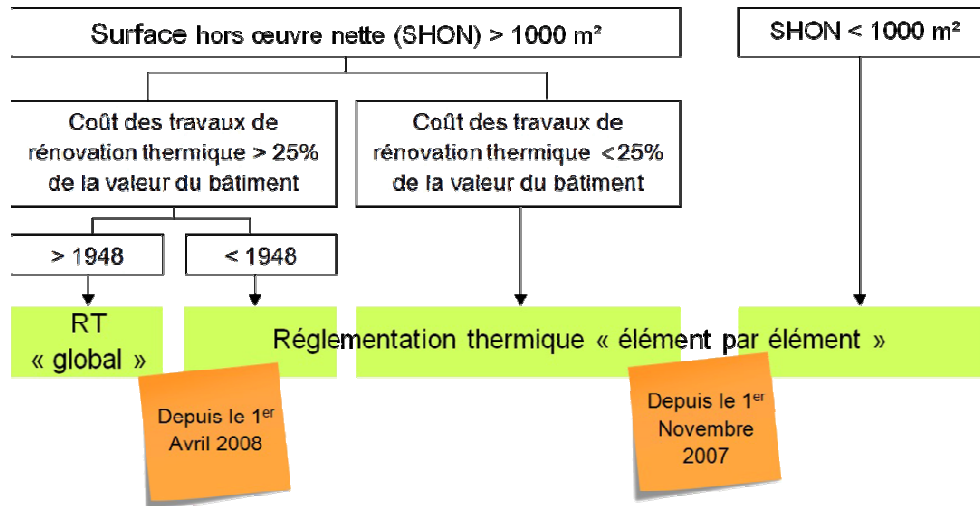 Surface hors œuvre nette (SHON) > 1000 m²
SHON < 1000 m²
Coût des travaux de
rénovation thermique > 25%
de la valeur du bâtiment
Coût des travaux de
rénovation thermique <25%
de la valeur du bâtiment
> 1948
< 1948
RT
« global »
Réglementation thermique « élément par élément »
Depuis le 1er
Avril 2008
Depuis le 1er
Novembre
2007